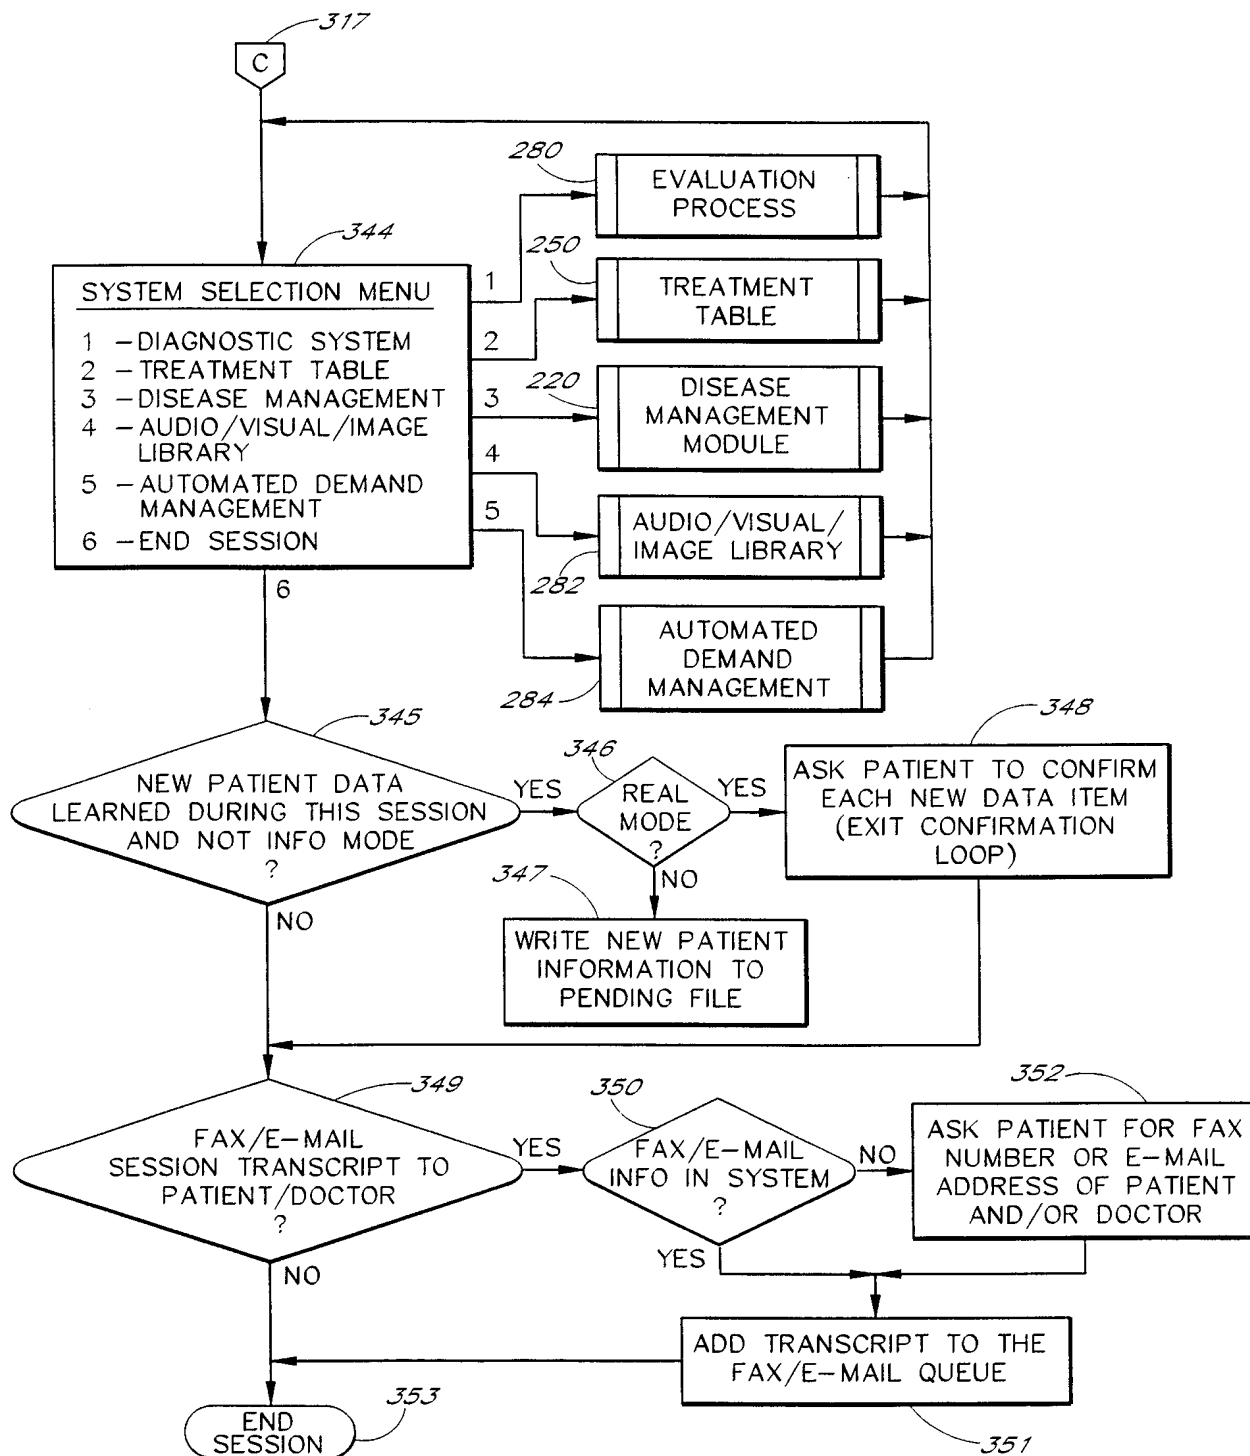 317
C
280
EVALUATION
PROCESS
344
SYSTEM SELECTION MENU
1 –DIAGNOSTIC SYSTEM
2 –TREATMENT TABLE
3 –DISEASE MANAGEMENT
4 –AUDIO/VISUAL/IMAGE
LIBRARY
5 –AUTOMATED DEMAND
MANAGEMENT
6 –END SESSION
1
2
3
4
5
6
250
TREATMENT
TABLE
220
DISEASE
MANAGEMENT
MODULE
AUDIO/VISUAL/
IMAGE LIBRARY
282
AUTOMATED
DEMAND
MANAGEMENT
284
345
NEW PATIENT DATA
LEARNED DURING THIS SESSION
AND NOT INFO MODE
?
YES
NO
346
REAL
MODE
?
YES
NO
348
ASK PATIENT TO CONFIRM
EACH NEW DATA ITEM
(EXIT CONFIRMATION
LOOP)
347
WRITE NEW PATIENT
INFORMATION TO
PENDING FILE
349
FAX/E–MAIL
SESSION TRANSCRIPT TO
PATIENT/DOCTOR
?
YES
NO
350
FAX/E–MAIL
INFO IN SYSTEM
?
NO
YES
352
ASK PATIENT FOR FAX
NUMBER OR E–MAIL
ADDRESS OF PATIENT
AND/OR DOCTOR
ADD TRANSCRIPT TO THE
FAX/E–MAIL QUEUE
351
END
SESSION
353